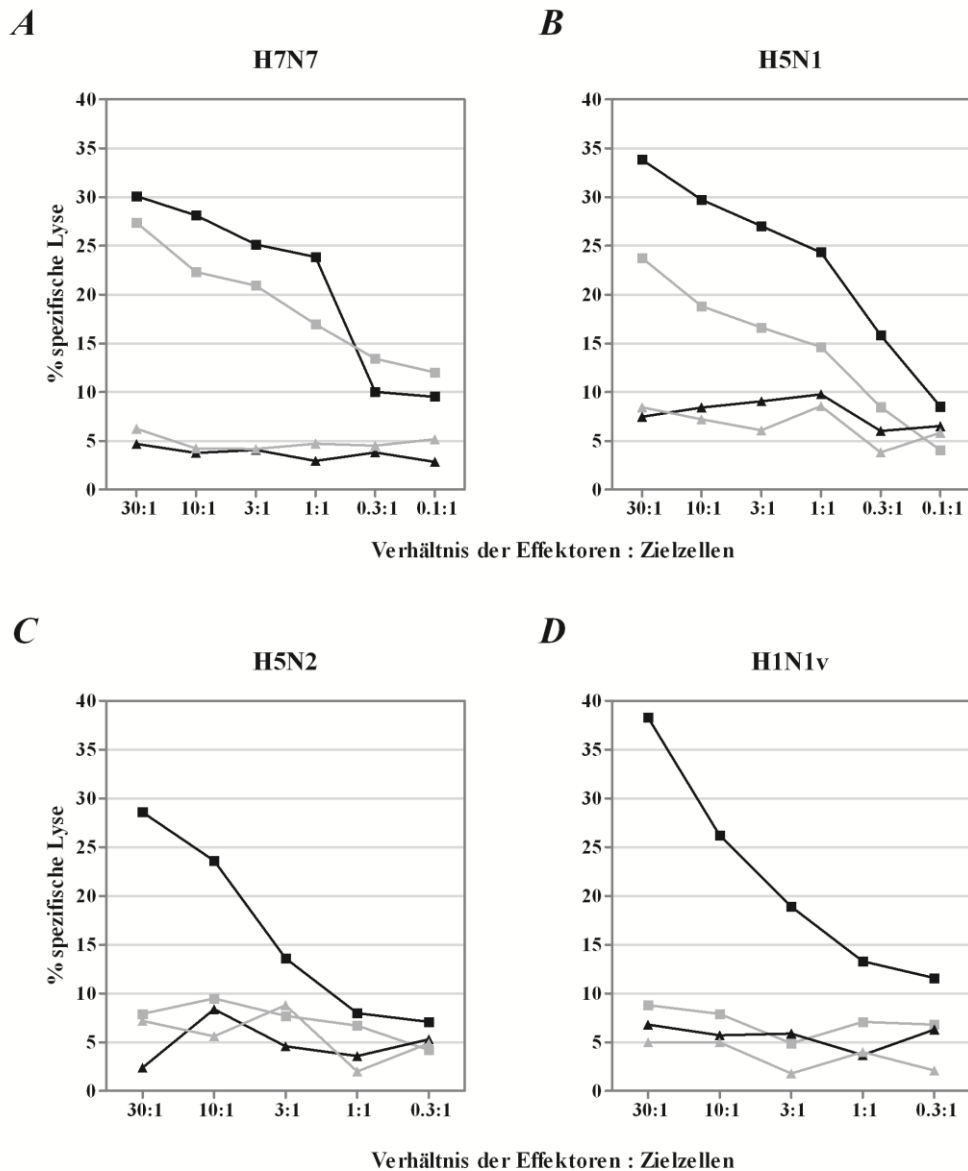 A
H7N7
40
35
30
25
20
15
10
5
0
% spezifische Lyse
30:1 10:1 3:1 1:1 0.3:1 0.1:1
B
H5N1
40
35
30
25
20
15
10
5
0
30:1 10:1 3:1 1:1 0.3:1 0.1:1
Verhältnis der Effektoren : Zielzellen
C
H5N2
40
35
30
25
20
15
10
5
0
% spezifische Lyse
30:1 10:1 3:1 1:1 0.3:1
D
H1N1v
40
35
30
25
20
15
10
5
0
30:1 10:1 3:1 1:1 0.3:1
Verhältnis der Effektoren : Zielzellen